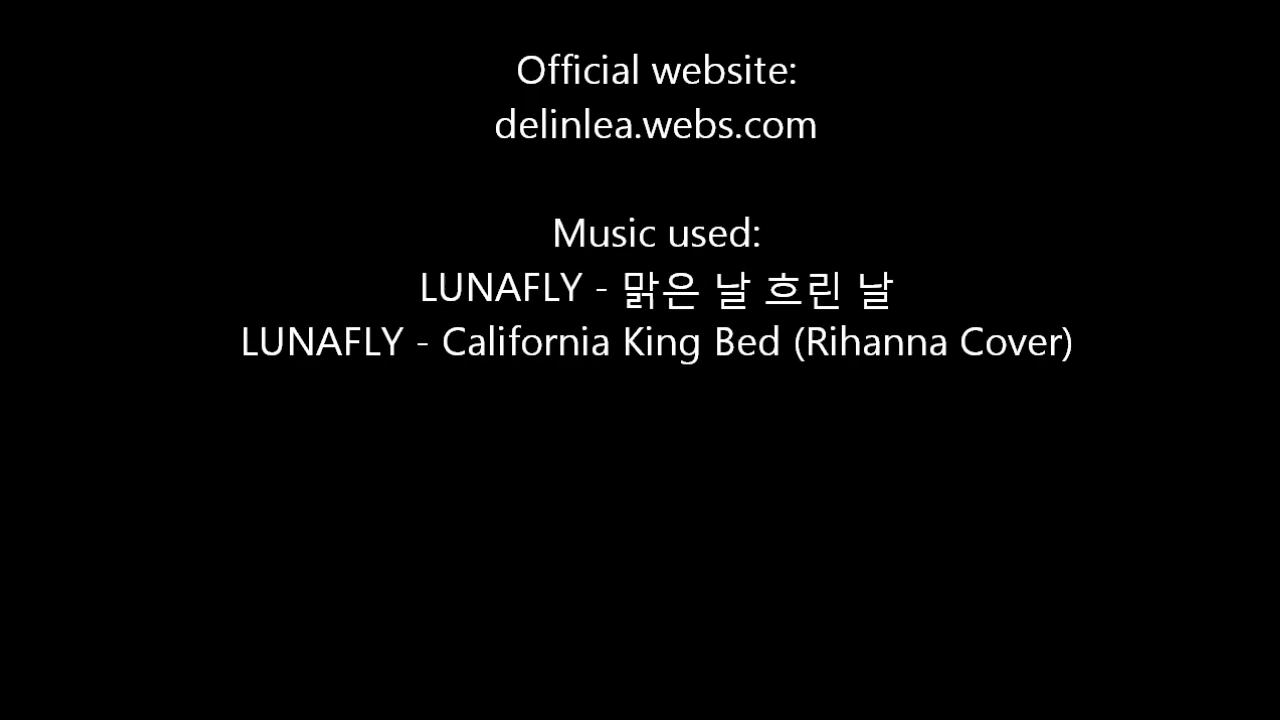 Official website:
delinlea.webs.com
Music used:
LUNAFLY - 맑은 날 흐린 날
LUNAFLY - California King Bed (Rihanna Cover)